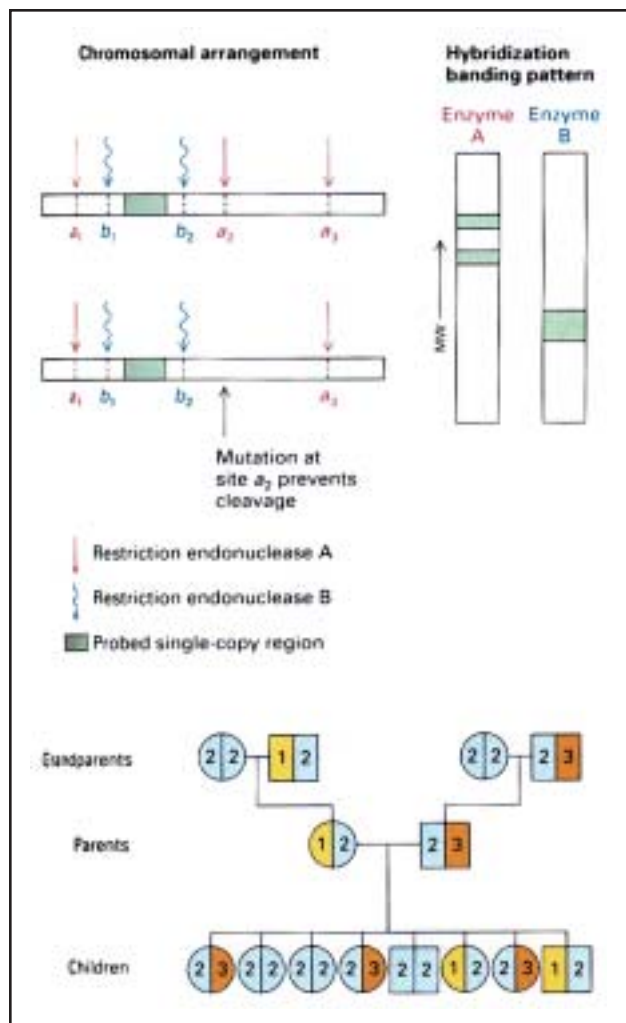 Chromosomal arrangement
Hybridization
banding pattern
Enzyme
A
Enzyme
B
a₁ b₁ b₂ a₂ a₃
MW
a₁ b₁ b₂ a₃
Mutation at
site a₂ prevents
cleavage
Restriction endonuclease A
Restriction endonuclease B
Probed single-copy region
Grandparents
2 2 1 2 2 2 2 3
Parents
1 2 2 3
Children
2 3 2 2 2 2 2 3 2 2 1 2 2 3 1 2